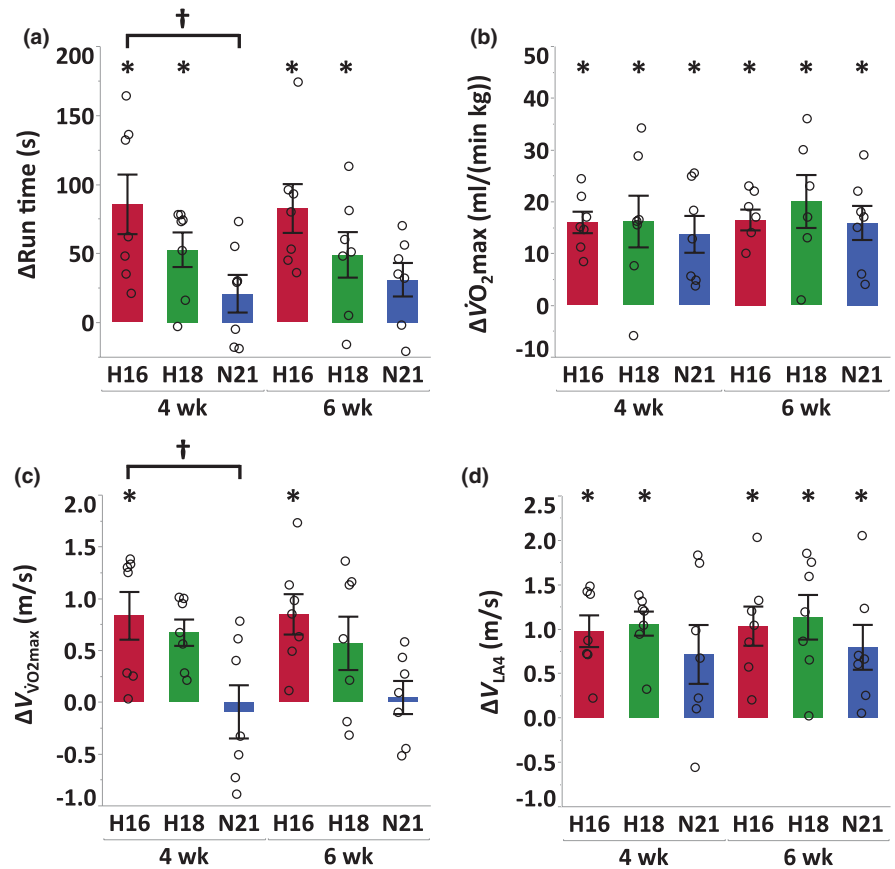 (a)
†
ΔRun time (s)
200
150
100
50
0
* * * *
H16 H18 N21 H16 H18 N21
4 wk 6 wk
(b)
ΔV̇O₂max (ml/(min kg))
50
40
30
20
10
0
-10
* * * * * *
H16 H18 N21 H16 H18 N21
4 wk 6 wk
(c)
†
ΔV_V̇O2max (m/s)
2.0
1.5
1.0
0.5
0.0
-0.5
-1.0
* *
H16 H18 N21 H16 H18 N21
4 wk 6 wk
(d)
ΔV_LA4 (m/s)
2.5
2.0
1.5
1.0
0.5
0.0
-0.5
-1.0
* * * * *
H16 H18 N21 H16 H18 N21
4 wk 6 wk